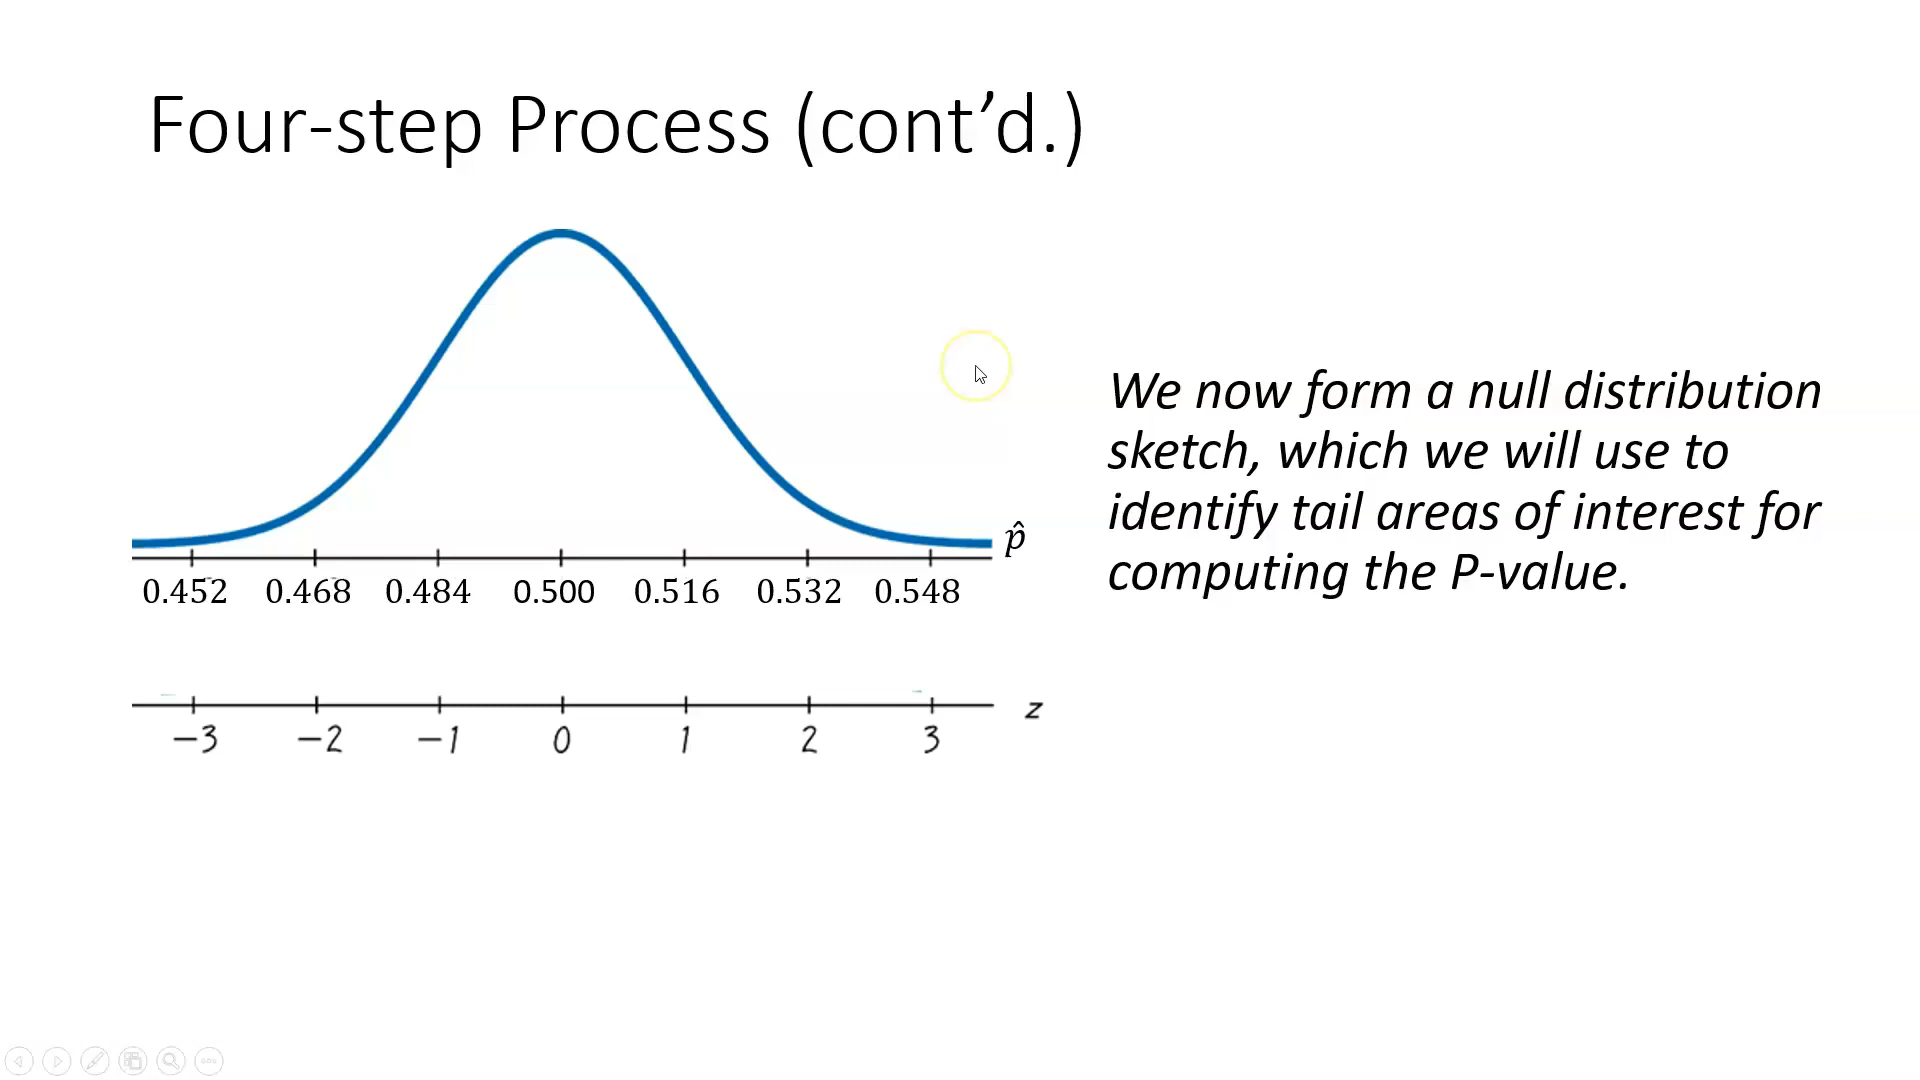 Four-step Process (cont’d.)
p̂
0.452 0.468 0.484 0.500 0.516 0.532 0.548
z
−3 −2 −1 0 1 2 3
We now form a null distribution
sketch, which we will use to
identify tail areas of interest for
computing the P-value.